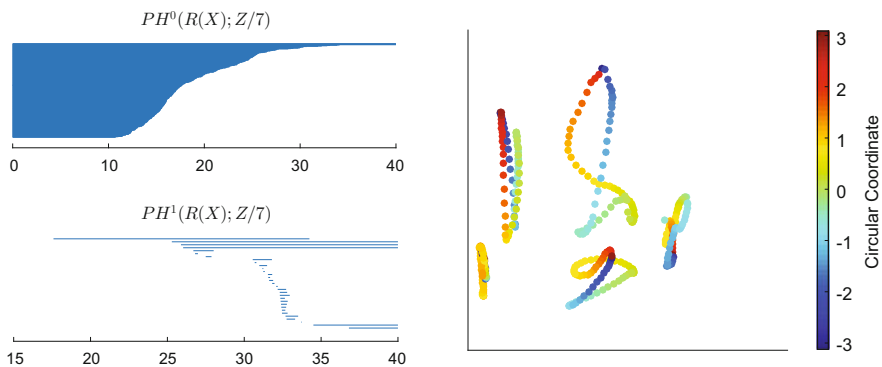 PH^0(R(X); Z/7)
0 10 20 30 40
PH^1(R(X); Z/7)
15 20 25 30 35 40
3
2
1
0
-1
-2
-3
Circular Coordinate